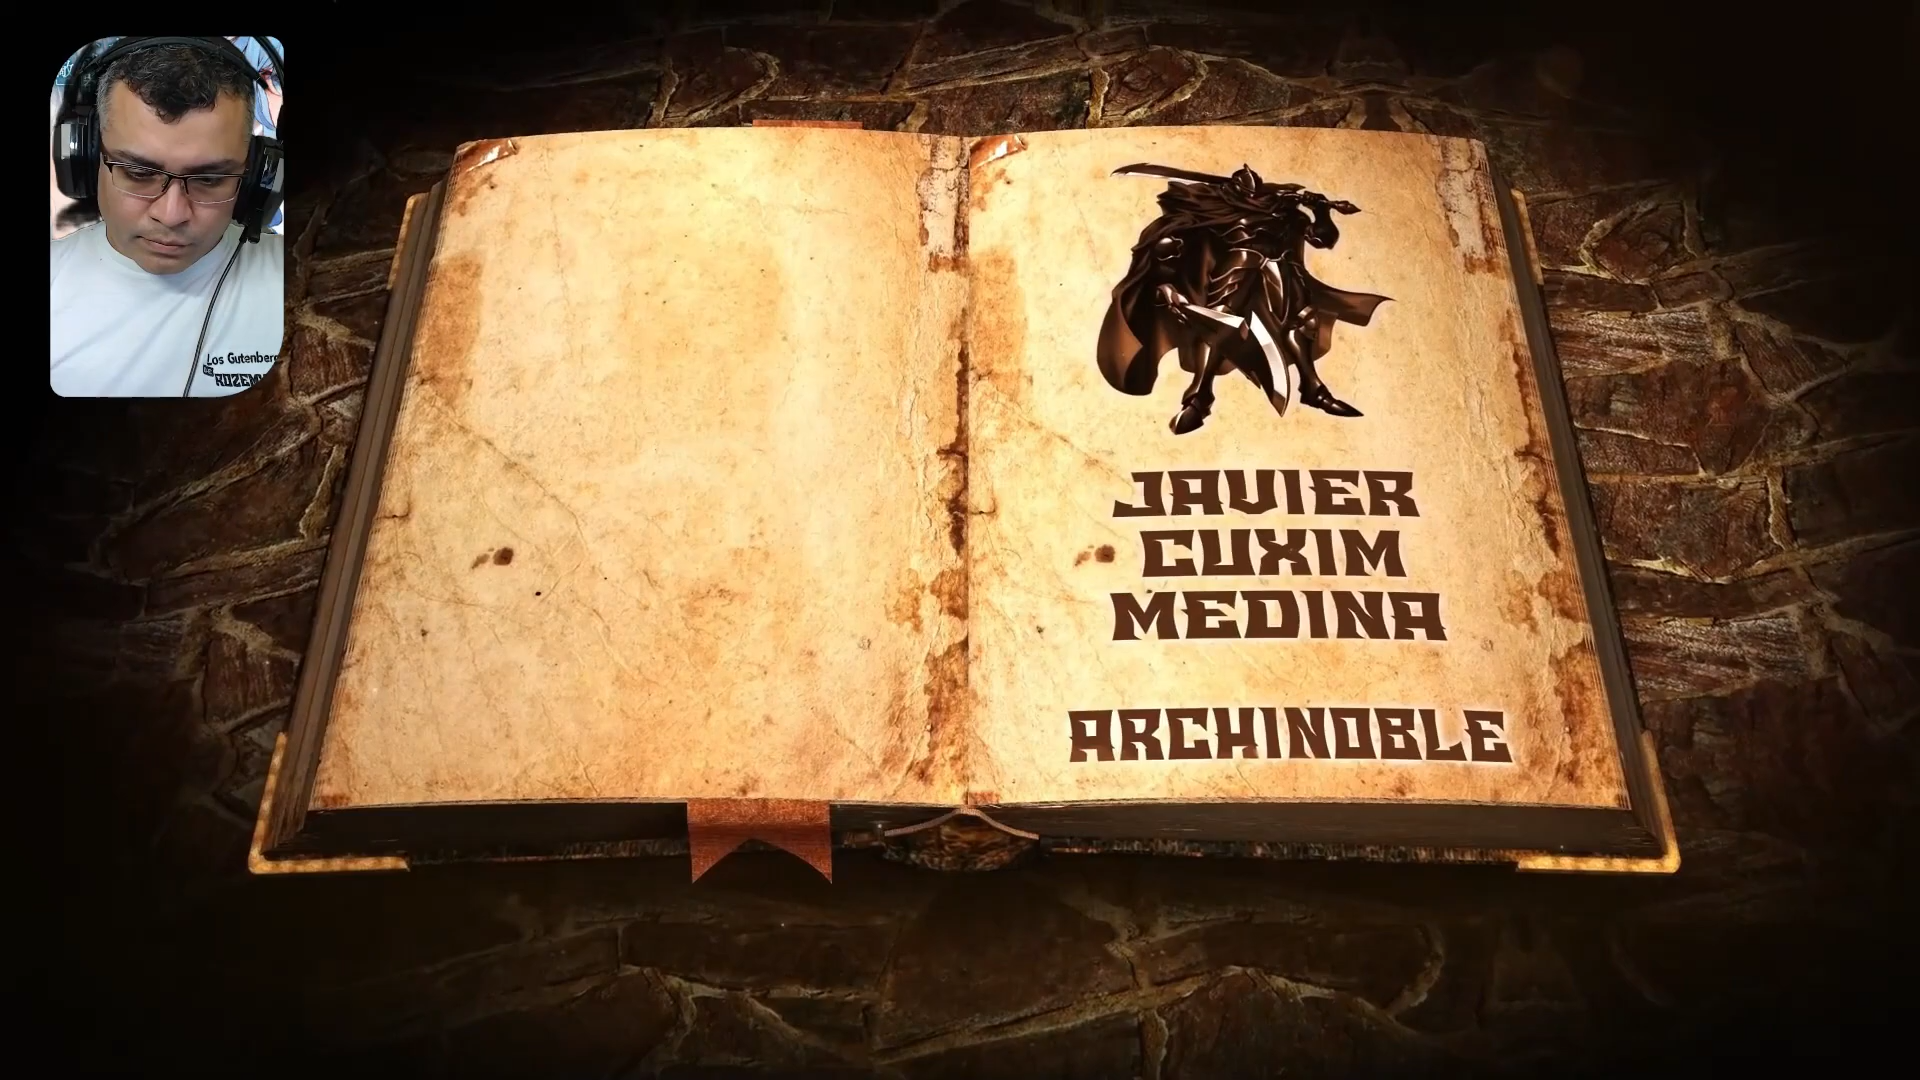 Los Gutenberg
JAVIER
CUXIM
MEDINA
ARCHINOBLE